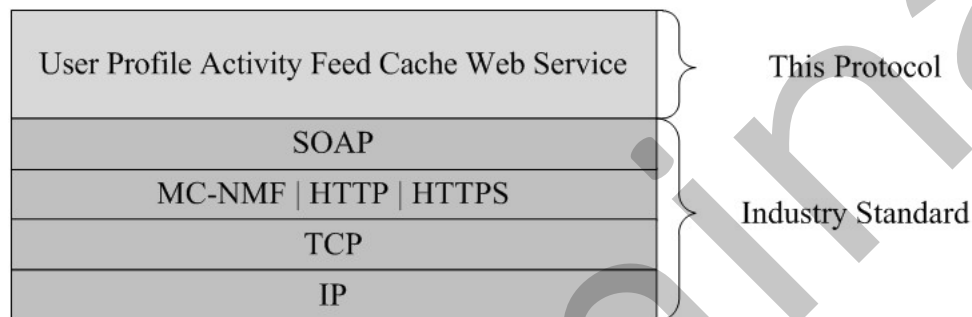 User Profile Activity Feed Cache Web Service
This Protocol
SOAP
MC-NMF | HTTP | HTTPS
TCP
IP
Industry Standard